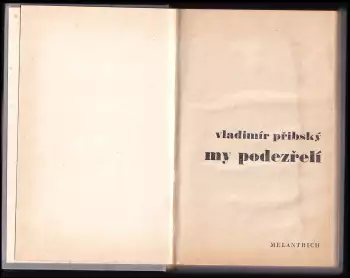 vladimír přibský
my podezřelí
MELANTRICH